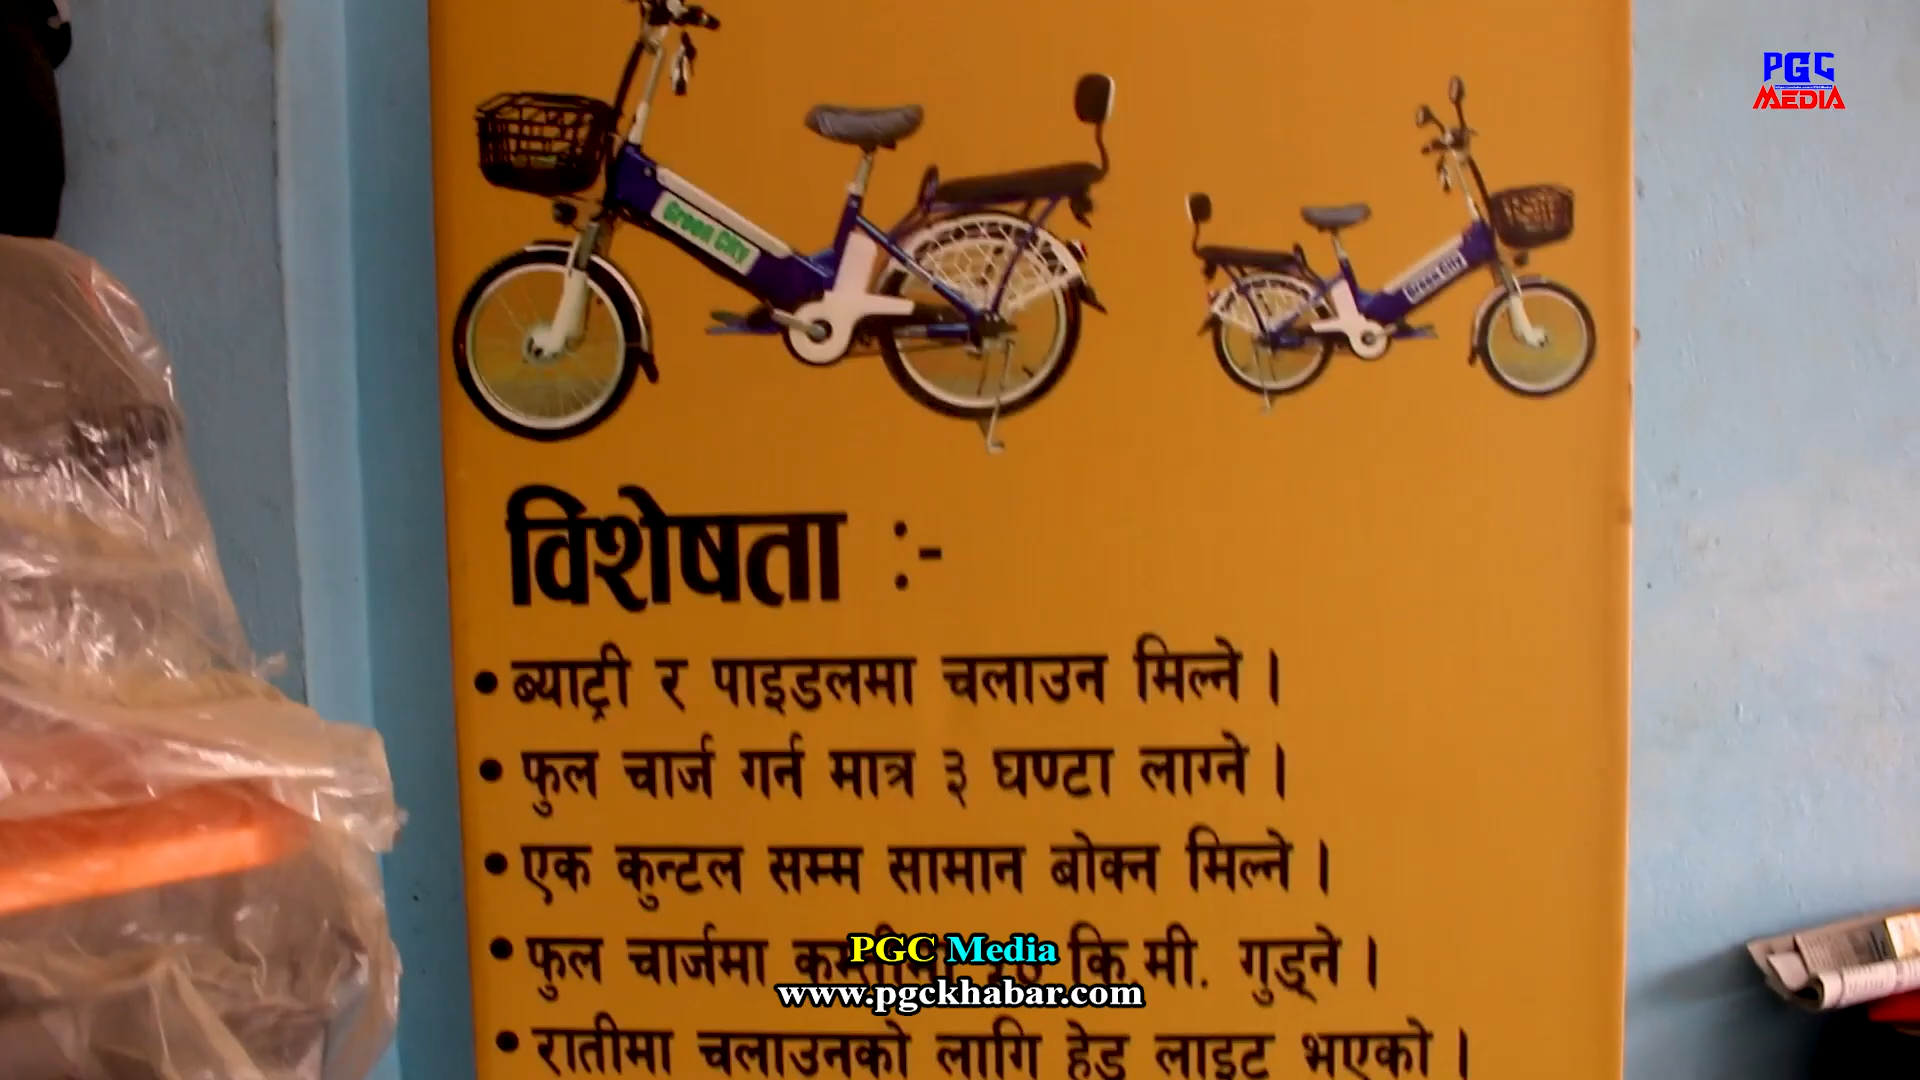 PGC
MEDIA
Green City
Green City
विशेषता :-
• ब्याट्री र पाइडलमा चलाउन मिल्ने ।
• फुल चार्ज गर्न मात्र ३ घण्टा लाग्ने ।
• एक कुन्टल सम्म सामान बोक्न मिल्ने ।
• फुल चार्जमा कि.मी. गुड्ने ।
PGC Media
www.pgckhabar.com
• रातीमा चलाउनको लागि हेड लाइट भएको ।